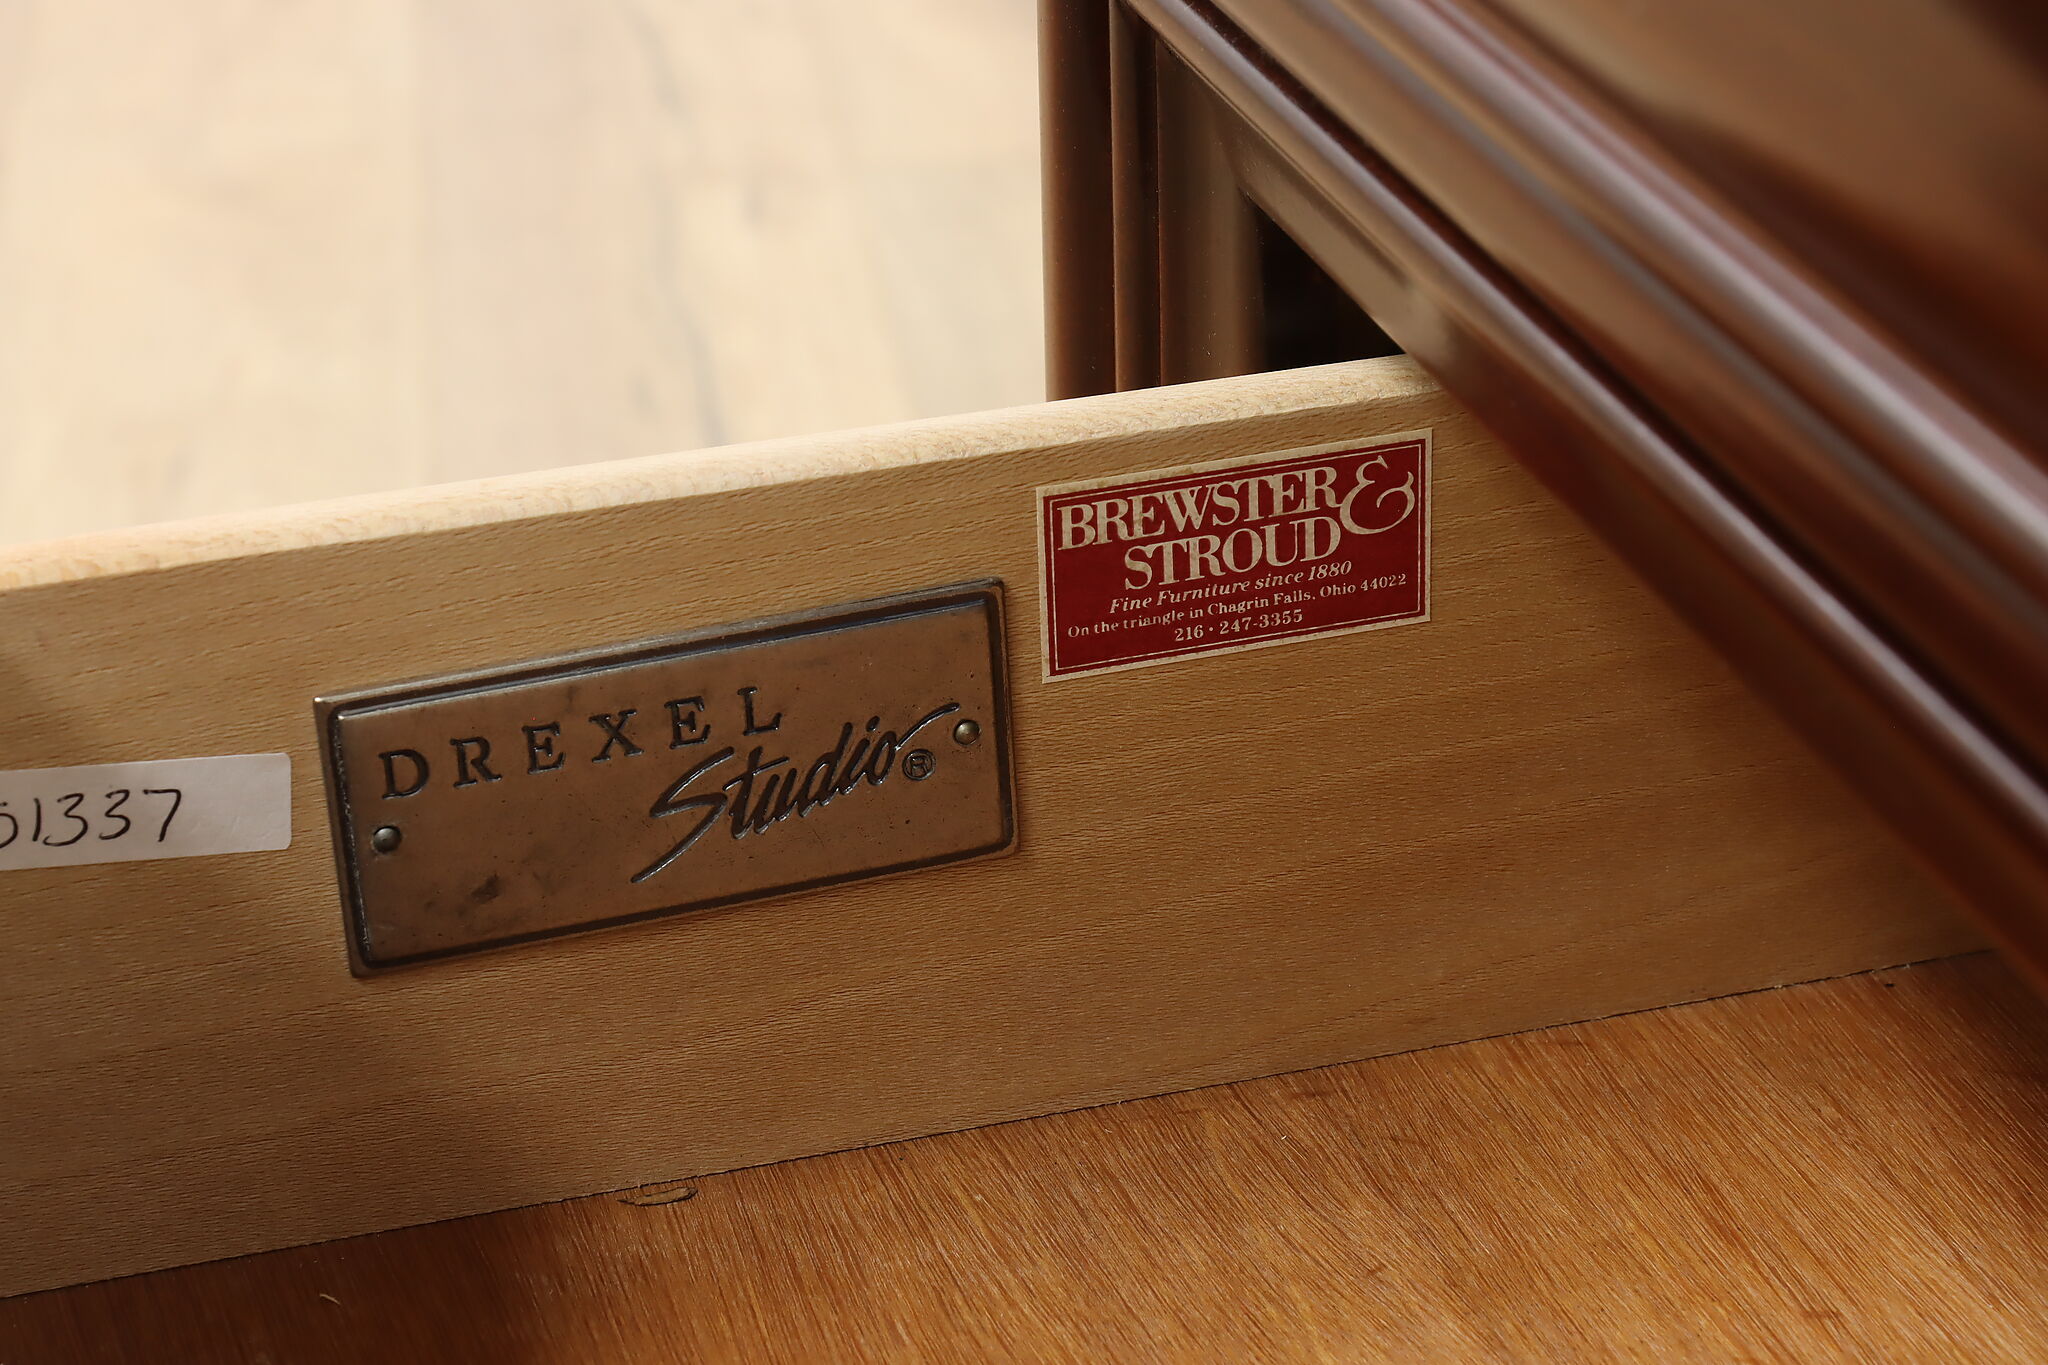 BREWSTER &
STROUD
Fine Furniture since 1880
On the triangle in Chagrin Falls, Ohio 44022
216 • 247-3355
DREXEL
Studio®
1337